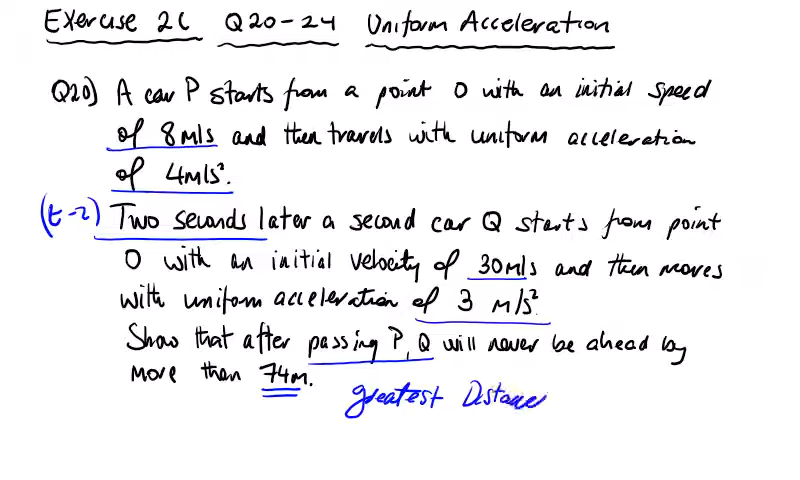 Exercise 2C Q20-24 Uniform Acceleration
Q20) A car P starts from a point O with an initial speed
of 8m/s and then travels with uniform acceleration
of 4m/s².
(t-2) Two seconds later a second car Q starts from point
O with an initial velocity of 30m/s and then moves
with uniform acceleration of 3 m/s².
Show that after passing P, Q will never be ahead by
more than 74m.
greatest Distance